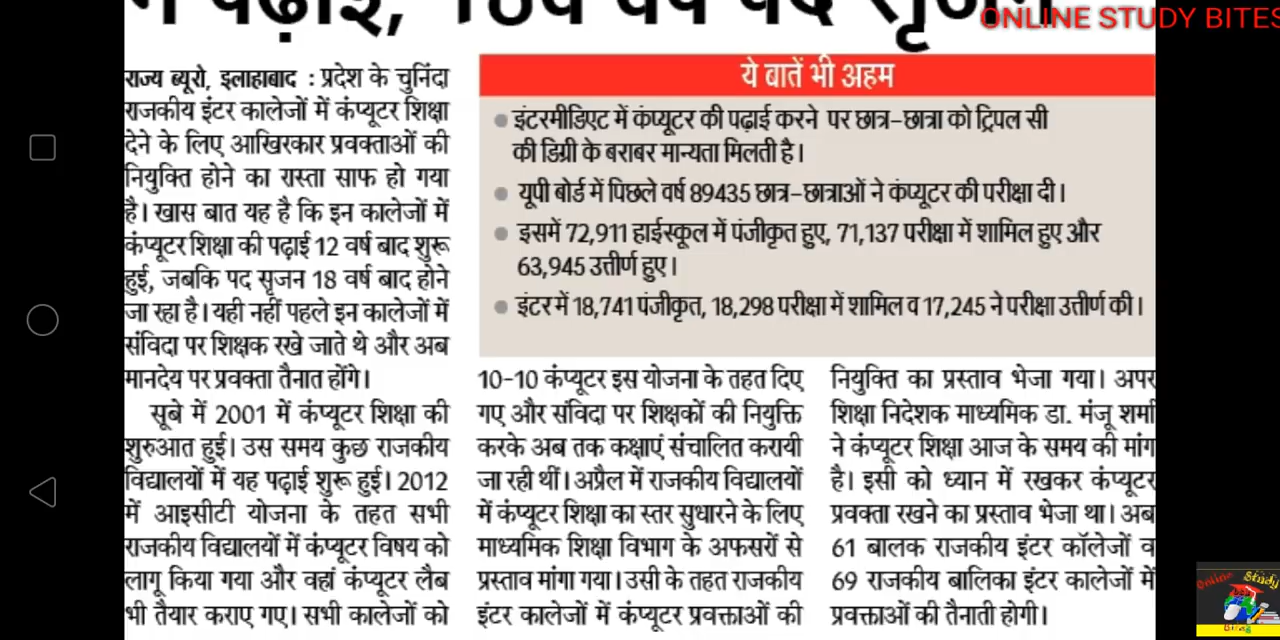 में पढ़ाई, 18वें वर्ष पद सृजन
ONLINE STUDY BITES
राज्य ब्यूरो, इलाहाबाद : प्रदेश के चुनिंदा
राजकीय इंटर कालेजों में कंप्यूटर शिक्षा
देने के लिए आखिरकार प्रवक्ताओं की
नियुक्ति होने का रास्ता साफ हो गया
है। खास बात यह है कि इन कालेजों में
कंप्यूटर शिक्षा की पढ़ाई 12 वर्ष बाद शुरू
हुई, जबकि पद सृजन 18 वर्ष बाद होने
जा रहा है। यही नहीं पहले इन कालेजों में
संविदा पर शिक्षक रखे जाते थे और अब
मानदेय पर प्रवक्ता तैनात होंगे।
सूबे में 2001 में कंप्यूटर शिक्षा की
शुरुआत हुई। उस समय कुछ राजकीय
विद्यालयों में यह पढ़ाई शुरू हुई। 2012
में आइसीटी योजना के तहत सभी
राजकीय विद्यालयों में कंप्यूटर विषय को
लागू किया गया और वहां कंप्यूटर लैब
भी तैयार कराए गए। सभी कालेजों को
ये बातें भी अहम
● इंटरमीडिएट में कंप्यूटर की पढ़ाई करने पर छात्र-छात्रा को ट्रिपल सी
की डिग्री के बराबर मान्यता मिलती है।
● यूपी बोर्ड में पिछले वर्ष 89435 छात्र-छात्राओं ने कंप्यूटर की परीक्षा दी।
● इसमें 72,911 हाईस्कूल में पंजीकृत हुए, 71,137 परीक्षा में शामिल हुए और
63,945 उत्तीर्ण हुए।
● इंटर में 18,741 पंजीकृत, 18,298 परीक्षा में शामिल व 17,245 ने परीक्षा उत्तीर्ण की।
10-10 कंप्यूटर इस योजना के तहत दिए
गए और संविदा पर शिक्षकों की नियुक्ति
करके अब तक कक्षाएं संचालित करायी
जा रही थीं। अप्रैल में राजकीय विद्यालयों
में कंप्यूटर शिक्षा का स्तर सुधारने के लिए
माध्यमिक शिक्षा विभाग के अफसरों से
प्रस्ताव मांगा गया। उसी के तहत राजकीय
इंटर कालेजों में कंप्यूटर प्रवक्ताओं की
नियुक्ति का प्रस्ताव भेजा गया। अपर
शिक्षा निदेशक माध्यमिक डा. मंजू शर्मा
ने कंप्यूटर शिक्षा आज के समय की मांग
है। इसी को ध्यान में रखकर कंप्यूटर
प्रवक्ता रखने का प्रस्ताव भेजा था। अब
61 बालक राजकीय इंटर कॉलेजों व
69 राजकीय बालिका इंटर कालेजों में
प्रवक्ताओं की तैनाती होगी।
Online Study
Bites